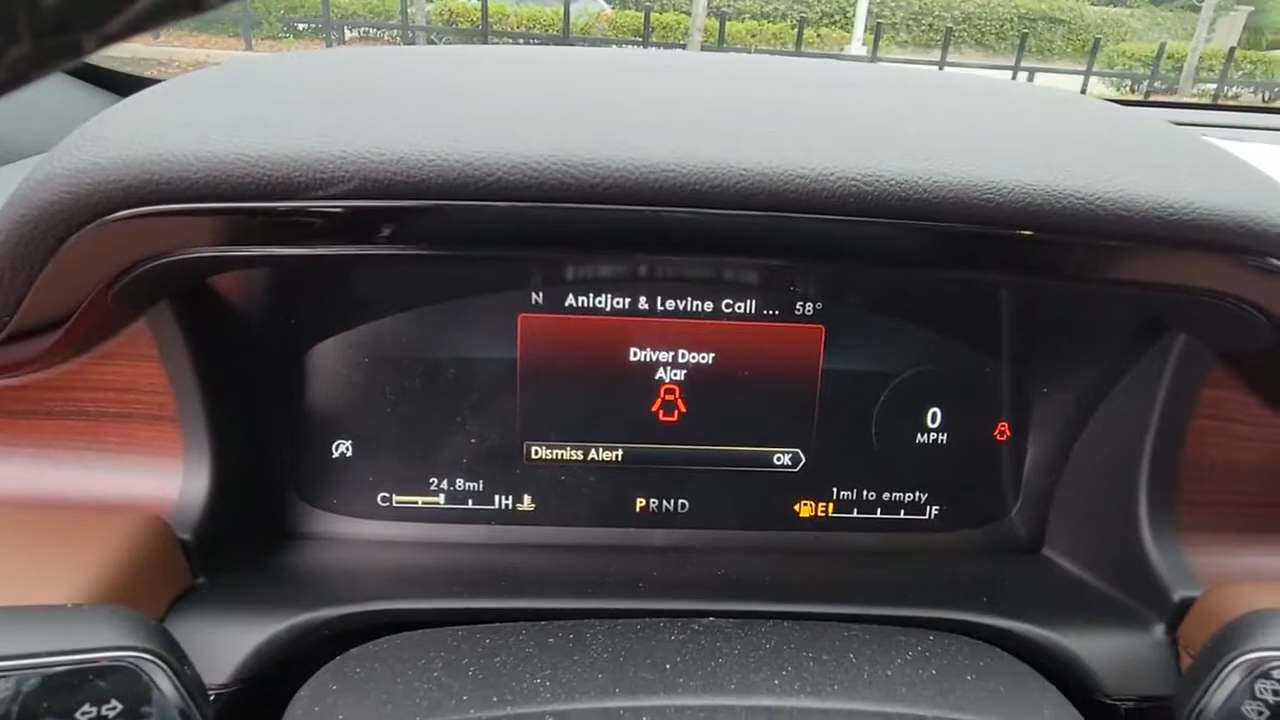 N Anidjar & Levine Call ... 58°
Driver Door
Ajar
Dismiss Alert OK
0
MPH
24.8mi
C H
PRND
1mi to empty
E F